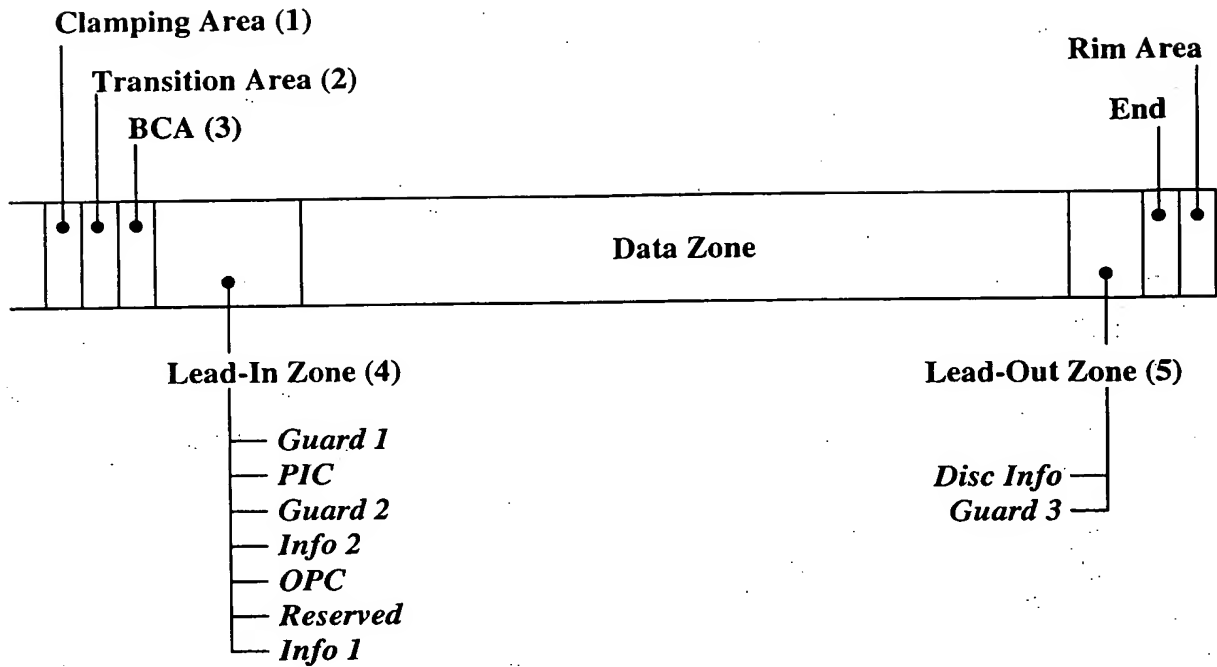 Clamping Area (1)
Rim Area
Transition Area (2)
End
BCA (3)
Data Zone
Lead-In Zone (4)
Guard 1
PIC
Guard 2
Info 2
OPC
Reserved
Info 1
Lead-Out Zone (5)
Disc Info
Guard 3